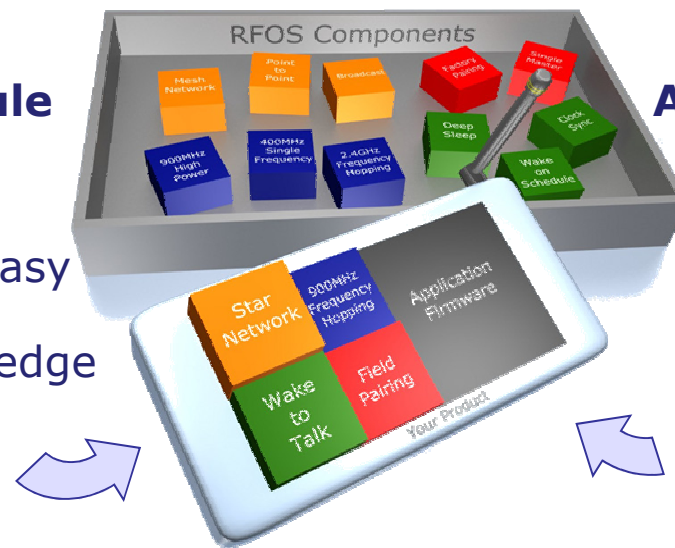 RFOS Components
Mesh
Network
Point
to
Point
Broadcast
Factory
Pairing
Single
Master
900MHz
High
Power
400MHz
Single
Frequency
2.4GHz
Frequency
Hopping
Deep
Sleep
Clock
Sync
Wake
on
Schedule
ule
A
asy
edge
Star
Network
900MHz
Frequency
Hopping
Application
Firmware
Wake
to
Talk
Field
Pairing
Your Product